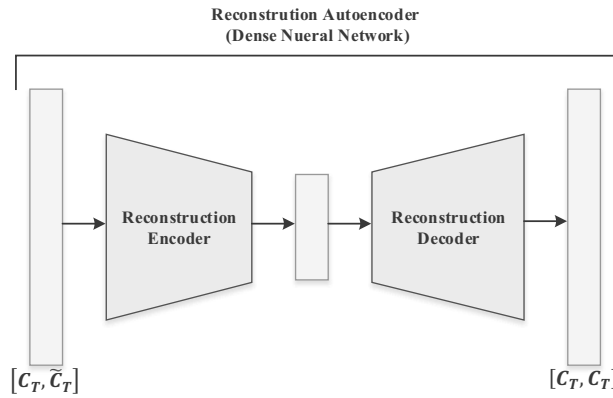 Reconstrution Autoencoder
(Dense Nueral Network)
Reconstruction
Encoder
Reconstruction
Decoder
[C_T, C̃_T]
[C_T, C_T]